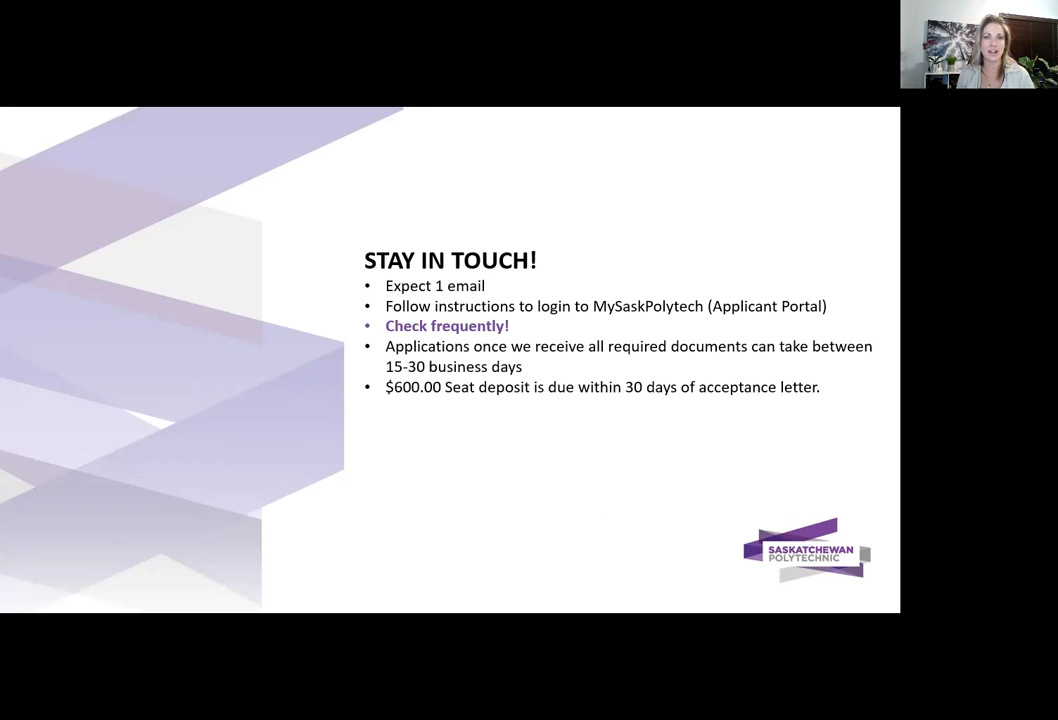 STAY IN TOUCH!
• Expect 1 email
• Follow instructions to login to MySaskPolytech (Applicant Portal)
• Check frequently!
• Applications once we receive all required documents can take between
15-30 business days
• $600.00 Seat deposit is due within 30 days of acceptance letter.
SASKATCHEWAN
POLYTECHNIC